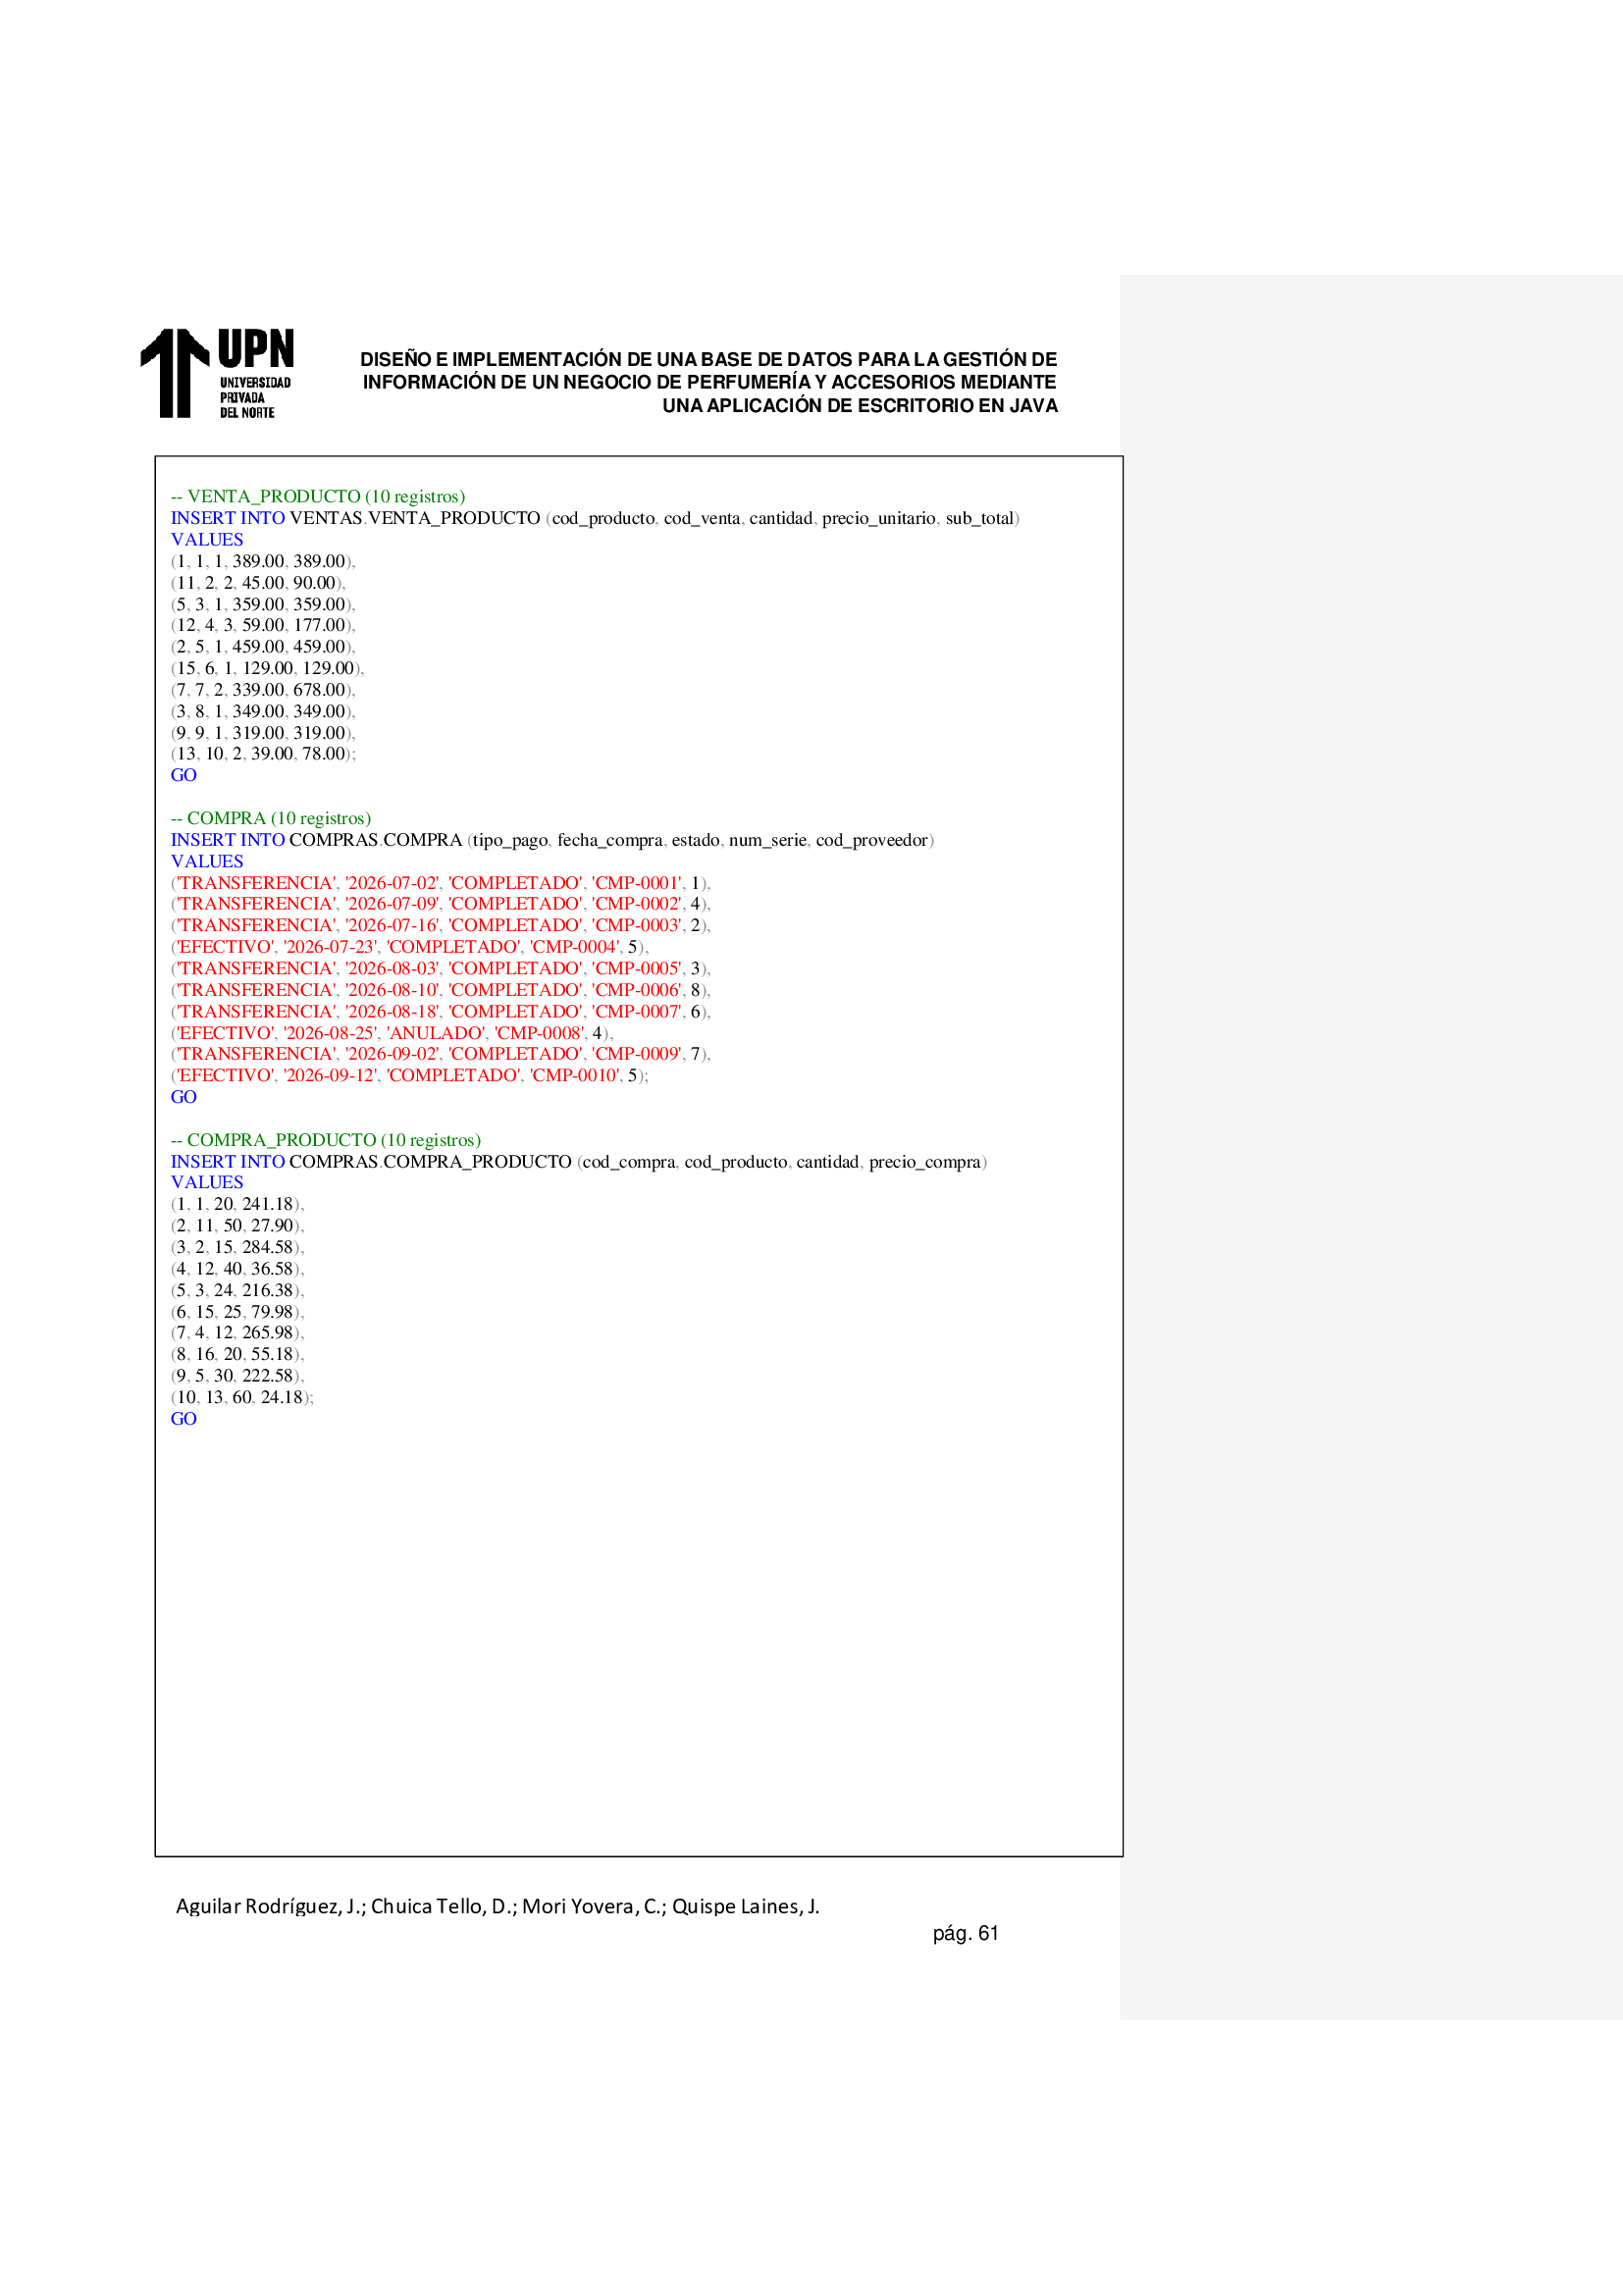 UPN
UNIVERSIDAD
PRIVADA
DEL NORTE
DISEÑO E IMPLEMENTACIÓN DE UNA BASE DE DATOS PARA LA GESTIÓN DE
INFORMACIÓN DE UN NEGOCIO DE PERFUMERÍA Y ACCESORIOS MEDIANTE
UNA APLICACIÓN DE ESCRITORIO EN JAVA
-- VENTA_PRODUCTO (10 registros)
INSERT INTO VENTAS.VENTA_PRODUCTO (cod_producto, cod_venta, cantidad, precio_unitario, sub_total)
VALUES
(1, 1, 1, 389.00, 389.00),
(11, 2, 2, 45.00, 90.00),
(5, 3, 1, 359.00, 359.00),
(12, 4, 3, 59.00, 177.00),
(2, 5, 1, 459.00, 459.00),
(15, 6, 1, 129.00, 129.00),
(7, 7, 2, 339.00, 678.00),
(3, 8, 1, 349.00, 349.00),
(9, 9, 1, 319.00, 319.00),
(13, 10, 2, 39.00, 78.00);
GO
-- COMPRA (10 registros)
INSERT INTO COMPRAS.COMPRA (tipo_pago, fecha_compra, estado, num_serie, cod_proveedor)
VALUES
('TRANSFERENCIA', '2026-07-02', 'COMPLETADO', 'CMP-0001', 1),
('TRANSFERENCIA', '2026-07-09', 'COMPLETADO', 'CMP-0002', 4),
('TRANSFERENCIA', '2026-07-16', 'COMPLETADO', 'CMP-0003', 2),
('EFECTIVO', '2026-07-23', 'COMPLETADO', 'CMP-0004', 5),
('TRANSFERENCIA', '2026-08-03', 'COMPLETADO', 'CMP-0005', 3),
('TRANSFERENCIA', '2026-08-10', 'COMPLETADO', 'CMP-0006', 8),
('TRANSFERENCIA', '2026-08-18', 'COMPLETADO', 'CMP-0007', 6),
('EFECTIVO', '2026-08-25', 'ANULADO', 'CMP-0008', 4),
('TRANSFERENCIA', '2026-09-02', 'COMPLETADO', 'CMP-0009', 7),
('EFECTIVO', '2026-09-12', 'COMPLETADO', 'CMP-0010', 5);
GO
-- COMPRA_PRODUCTO (10 registros)
INSERT INTO COMPRAS.COMPRA_PRODUCTO (cod_compra, cod_producto, cantidad, precio_compra)
VALUES
(1, 1, 20, 241.18),
(2, 11, 50, 27.90),
(3, 2, 15, 284.58),
(4, 12, 40, 36.58),
(5, 3, 24, 216.38),
(6, 15, 25, 79.98),
(7, 4, 12, 265.98),
(8, 16, 20, 55.18),
(9, 5, 30, 222.58),
(10, 13, 60, 24.18);
GO
Aguilar Rodríguez, J.; Chuica Tello, D.; Mori Yovera, C.; Quispe Laines, J.
pág. 61